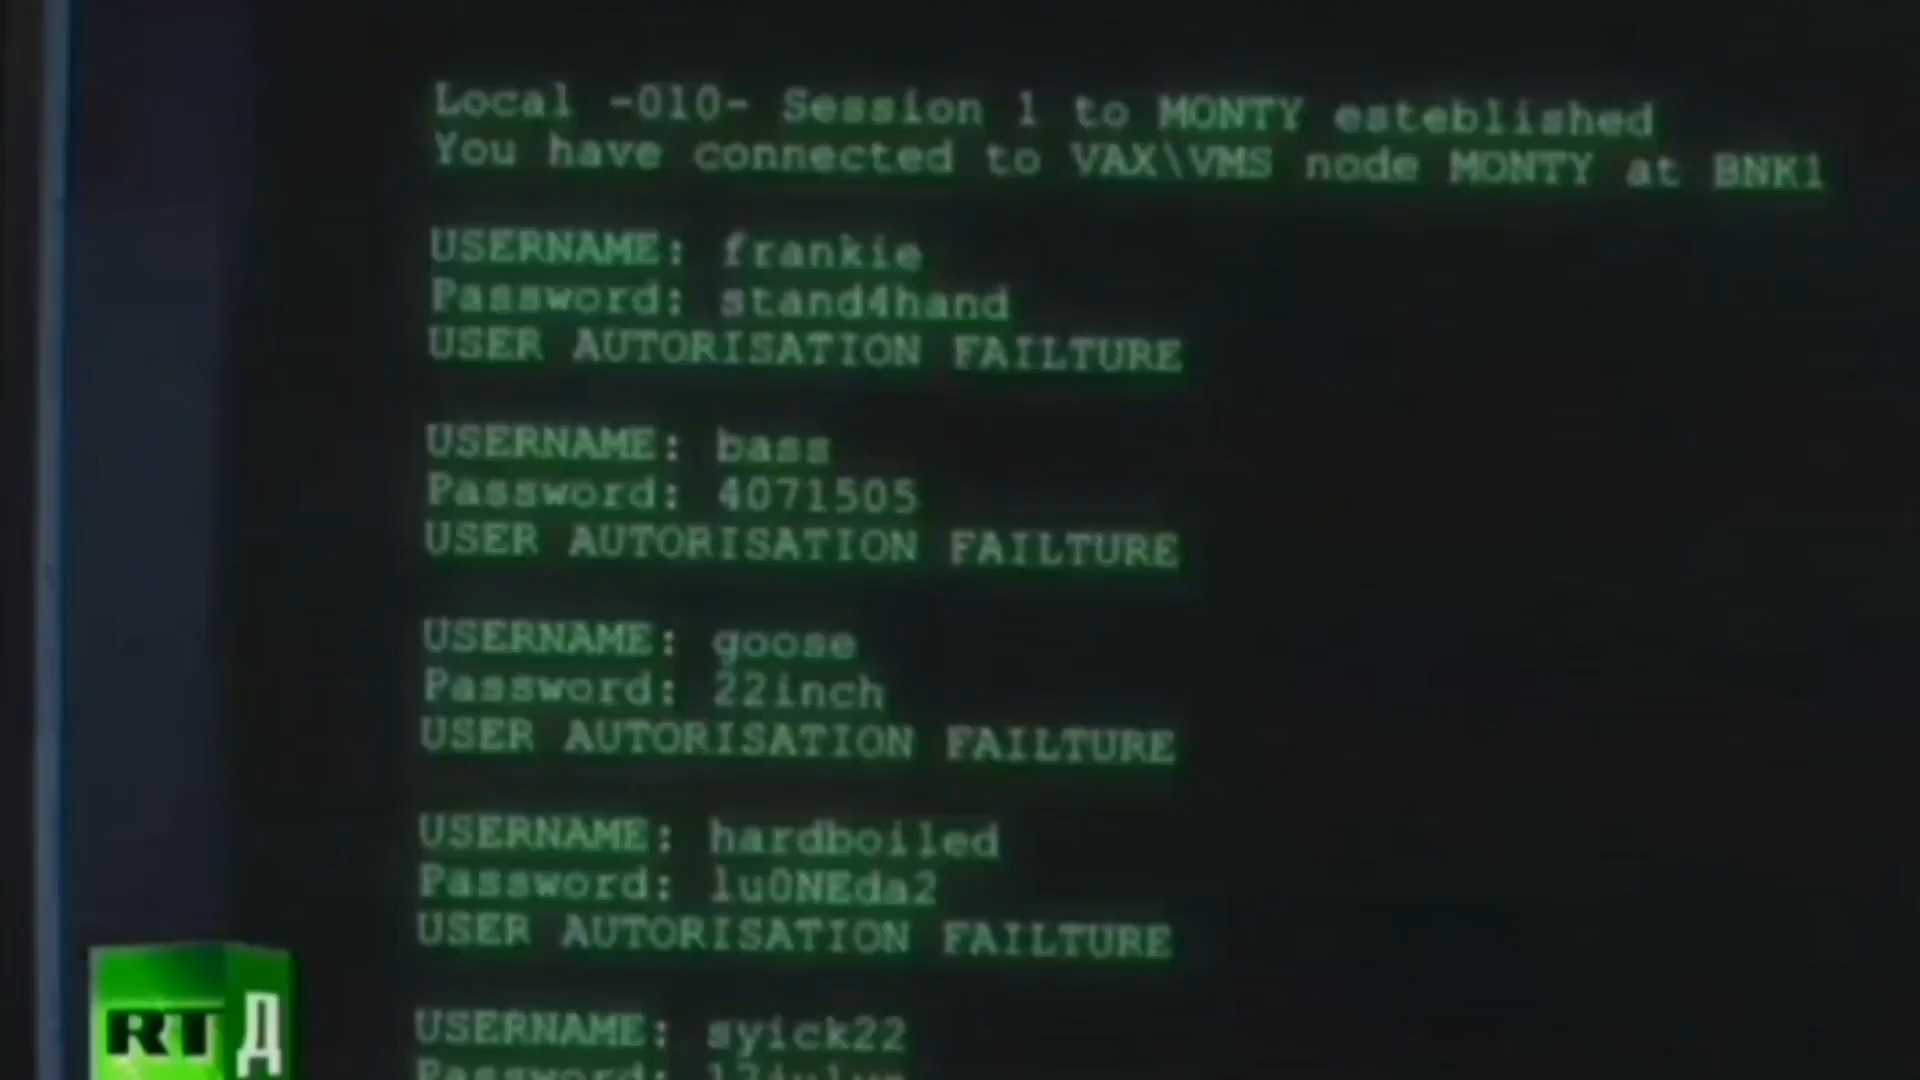 Local -010- Session 1 to MONTY esteblished
You have connected to VAX\VMS node MONTY at BNK1
USERNAME: frankie
Password: stand4hand
USER AUTORISATION FAILTURE
USERNAME: bass
Password: 4071505
USER AUTORISATION FAILTURE
USERNAME: goose
Password: 22inch
USER AUTORISATION FAILTURE
USERNAME: hardboiled
Password: lu0NEda2
USER AUTORISATION FAILTURE
USERNAME: syick22
Password:
RT Д